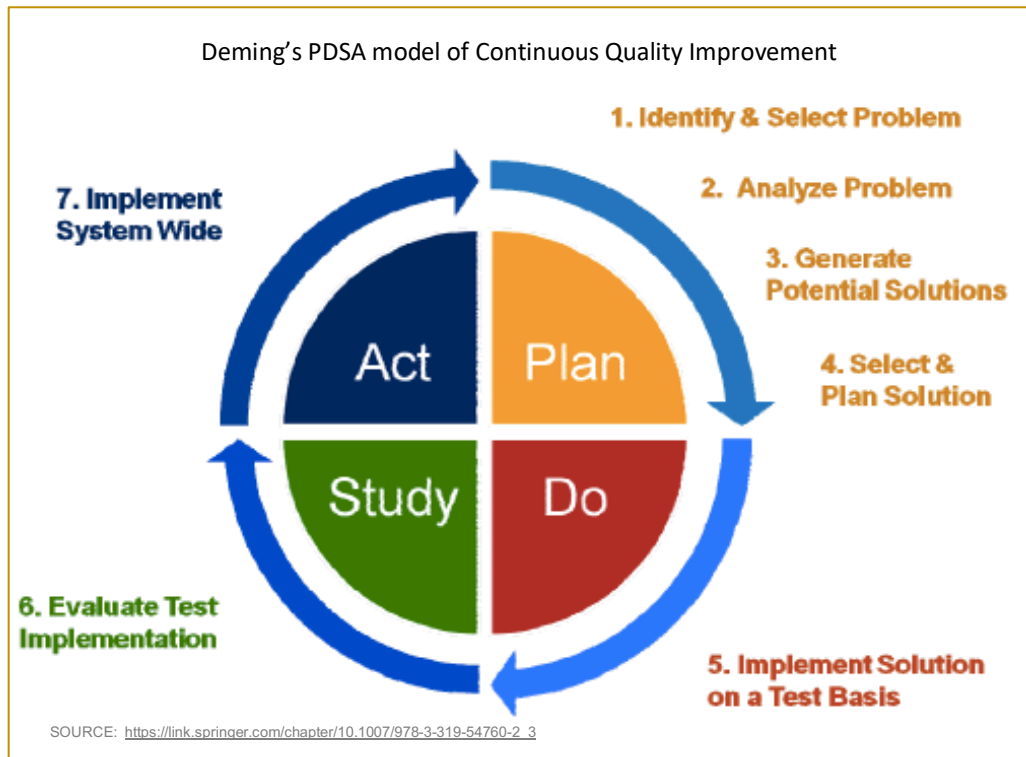 Deming’s PDSA model of Continuous Quality Improvement
1. Identify & Select Problem
2. Analyze Problem
3. Generate
Potential Solutions
4. Select &
Plan Solution
5. Implement Solution
on a Test Basis
6. Evaluate Test
Implementation
7. Implement
System Wide
Act
Plan
Study
Do
SOURCE: https://link.springer.com/chapter/10.1007/978-3-319-54760-2_3